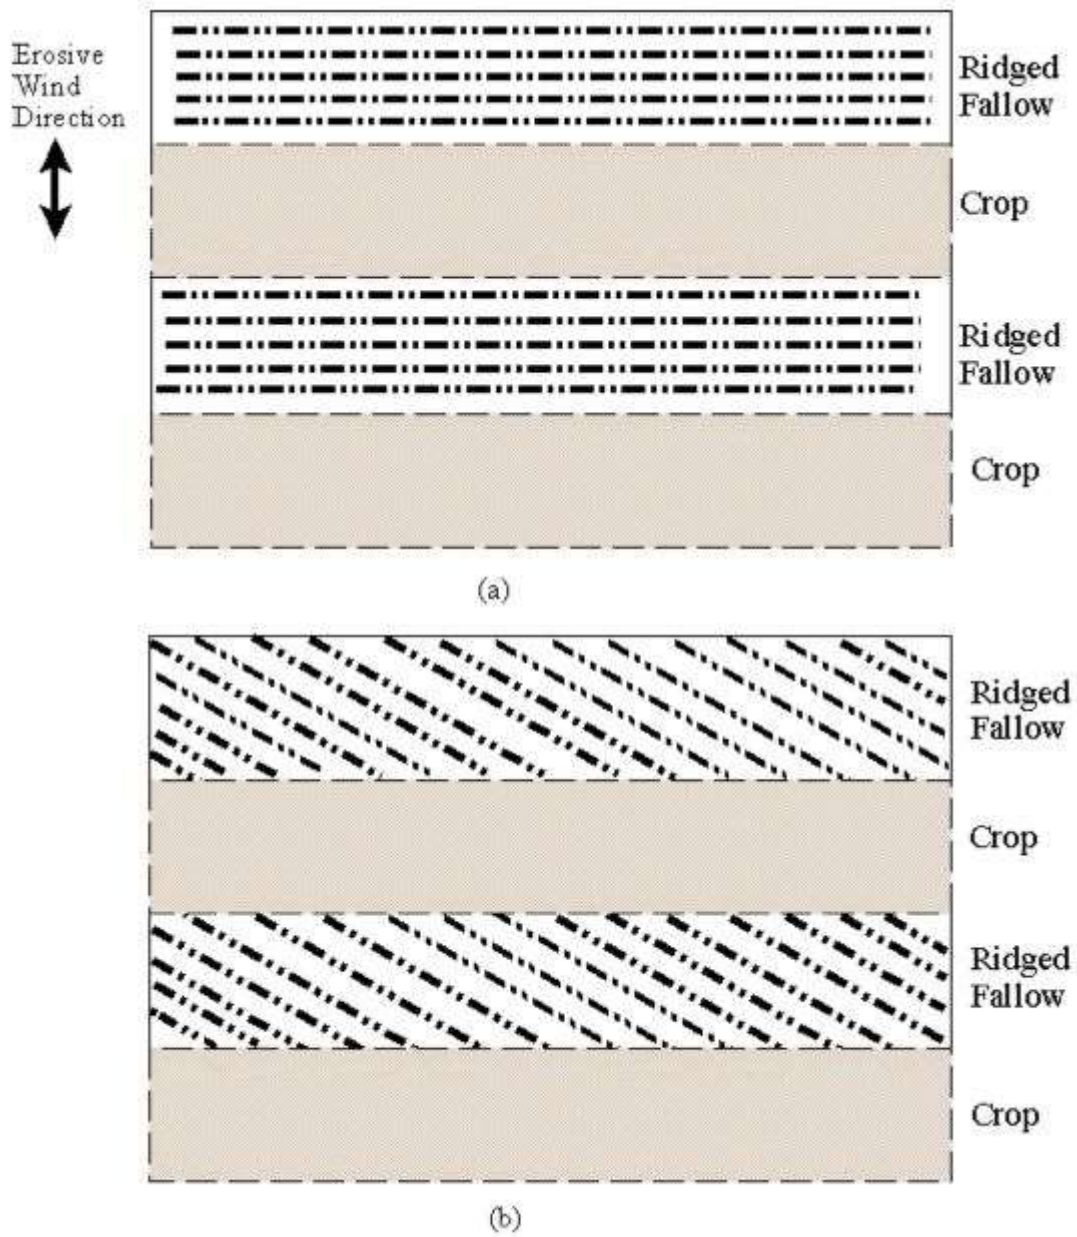 Erosive
Wind
Direction
Ridged
Fallow
Crop
Ridged
Fallow
Crop
(a)
Ridged
Fallow
Crop
Ridged
Fallow
Crop
(b)